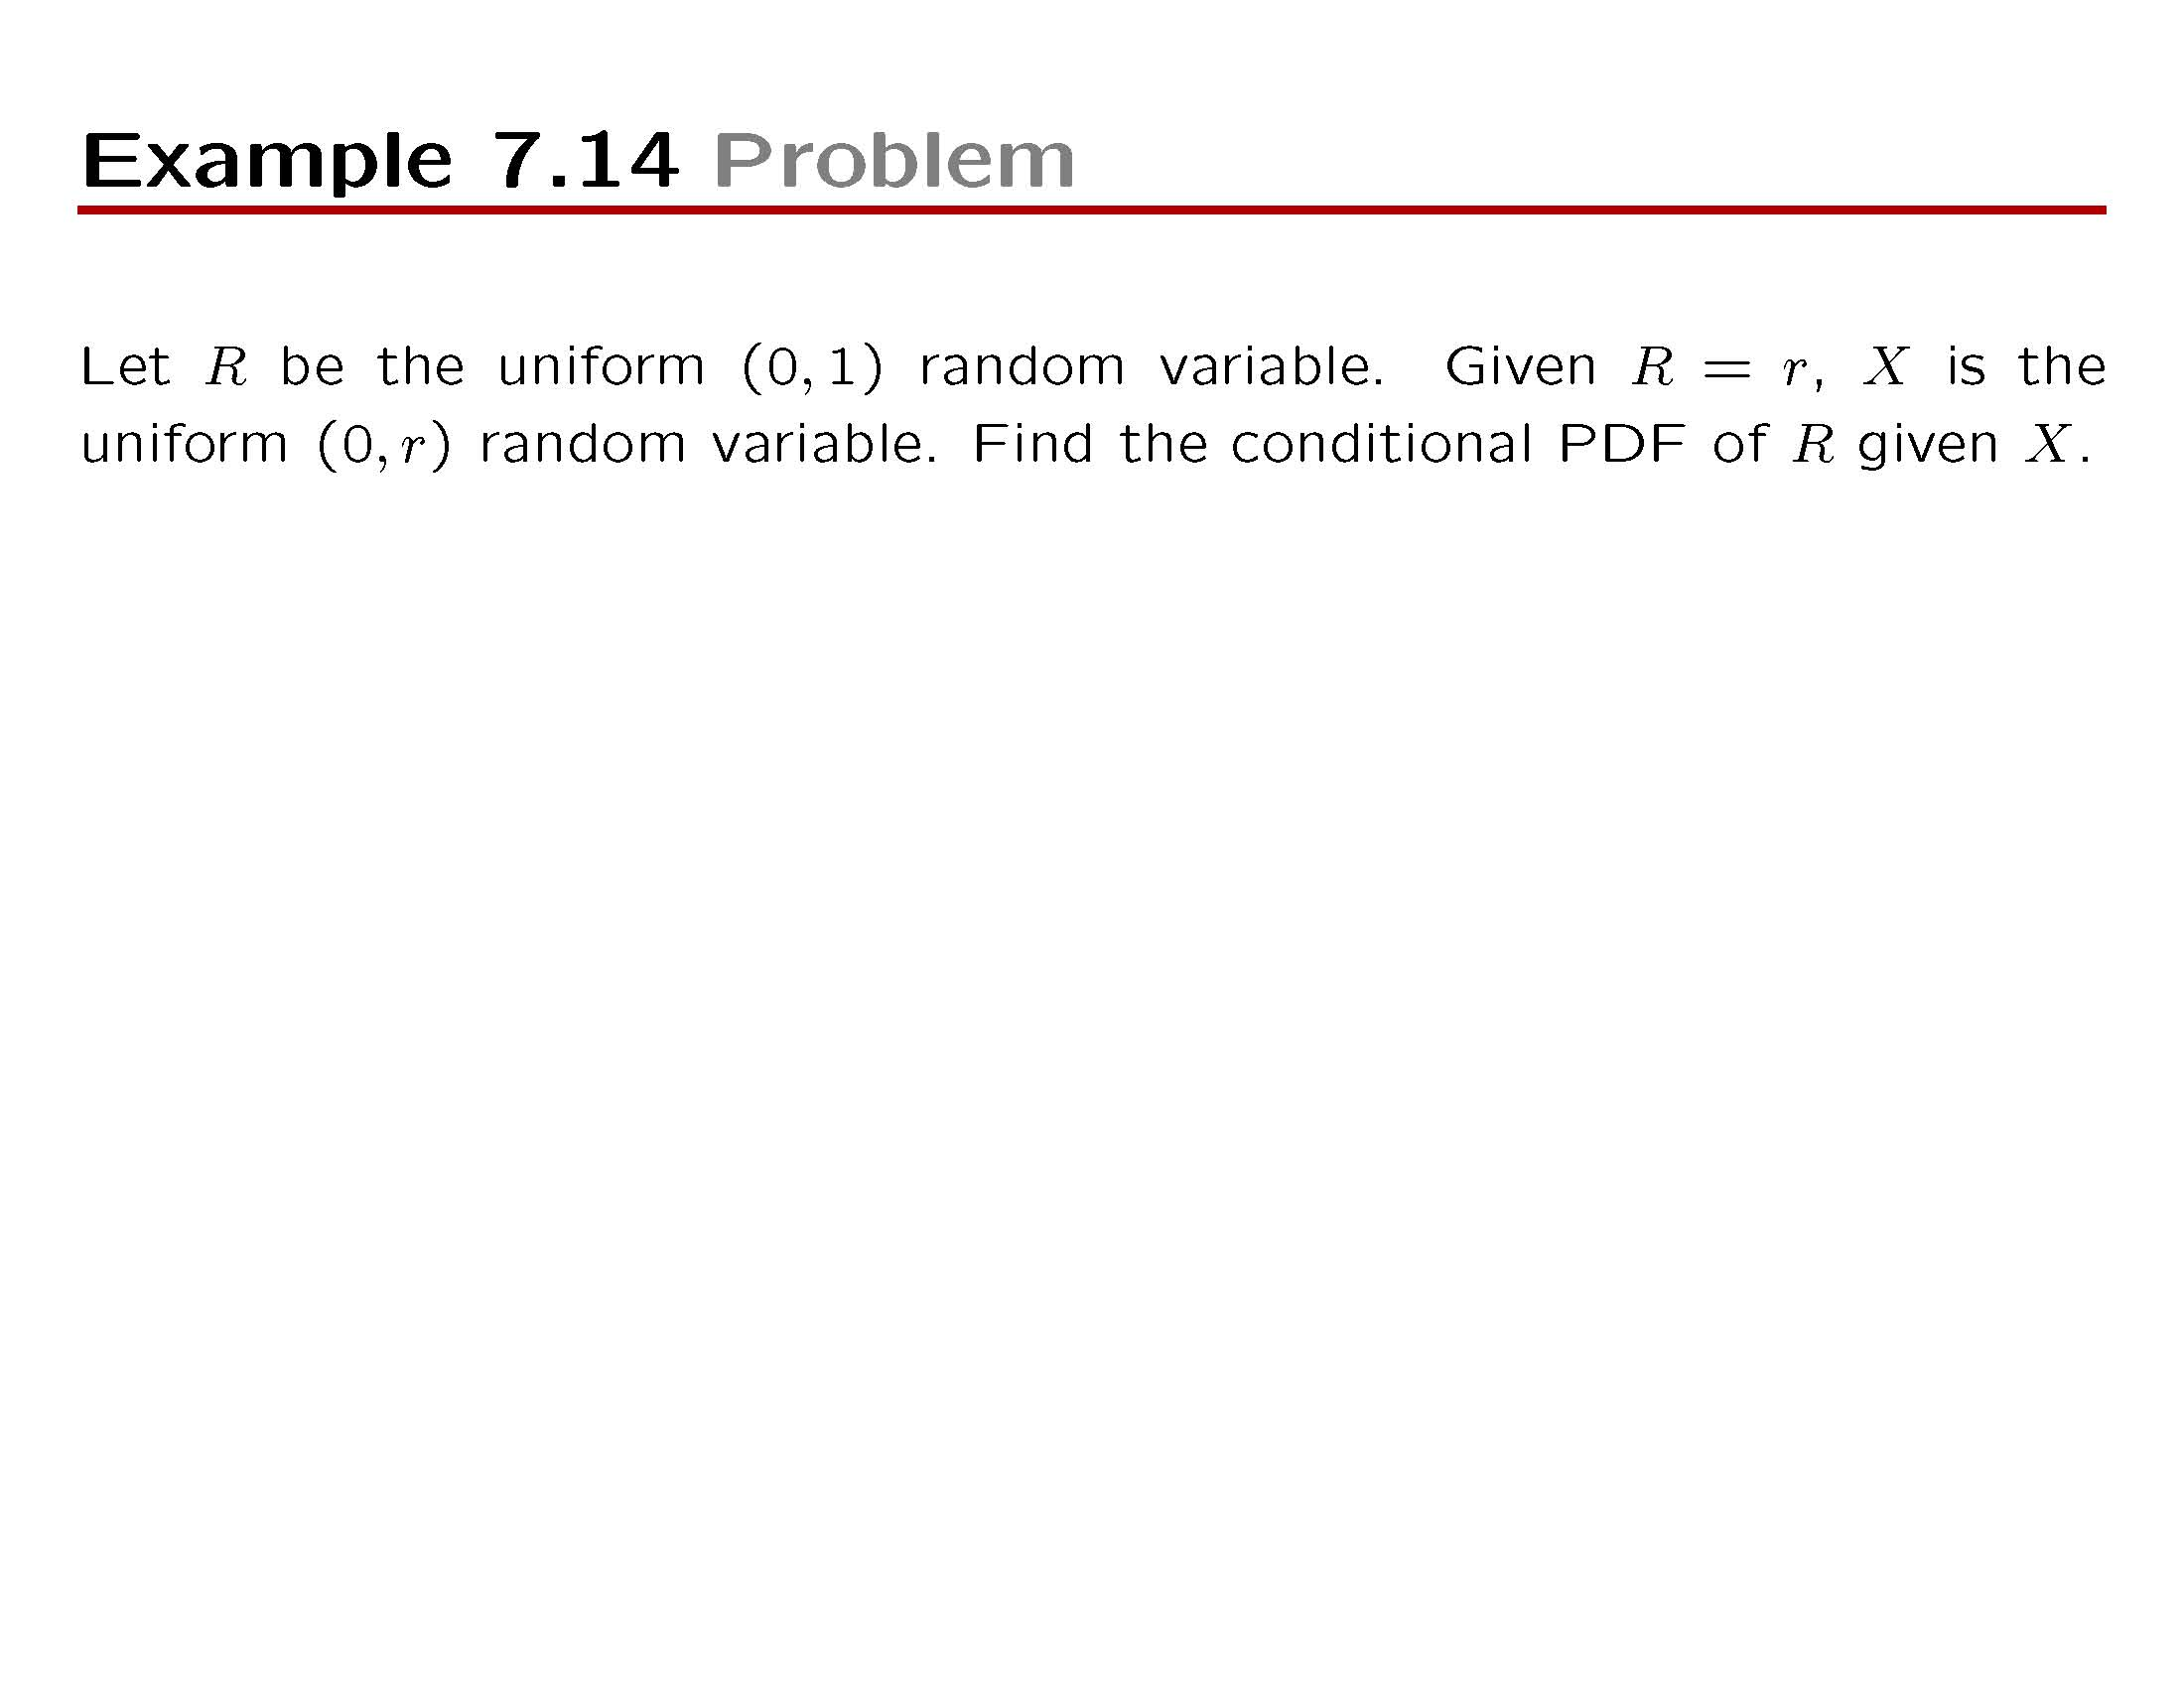 Example 7.14 Problem
Let R be the uniform (0, 1) random variable. Given R = r, X is the
uniform (0, r) random variable. Find the conditional PDF of R given X.